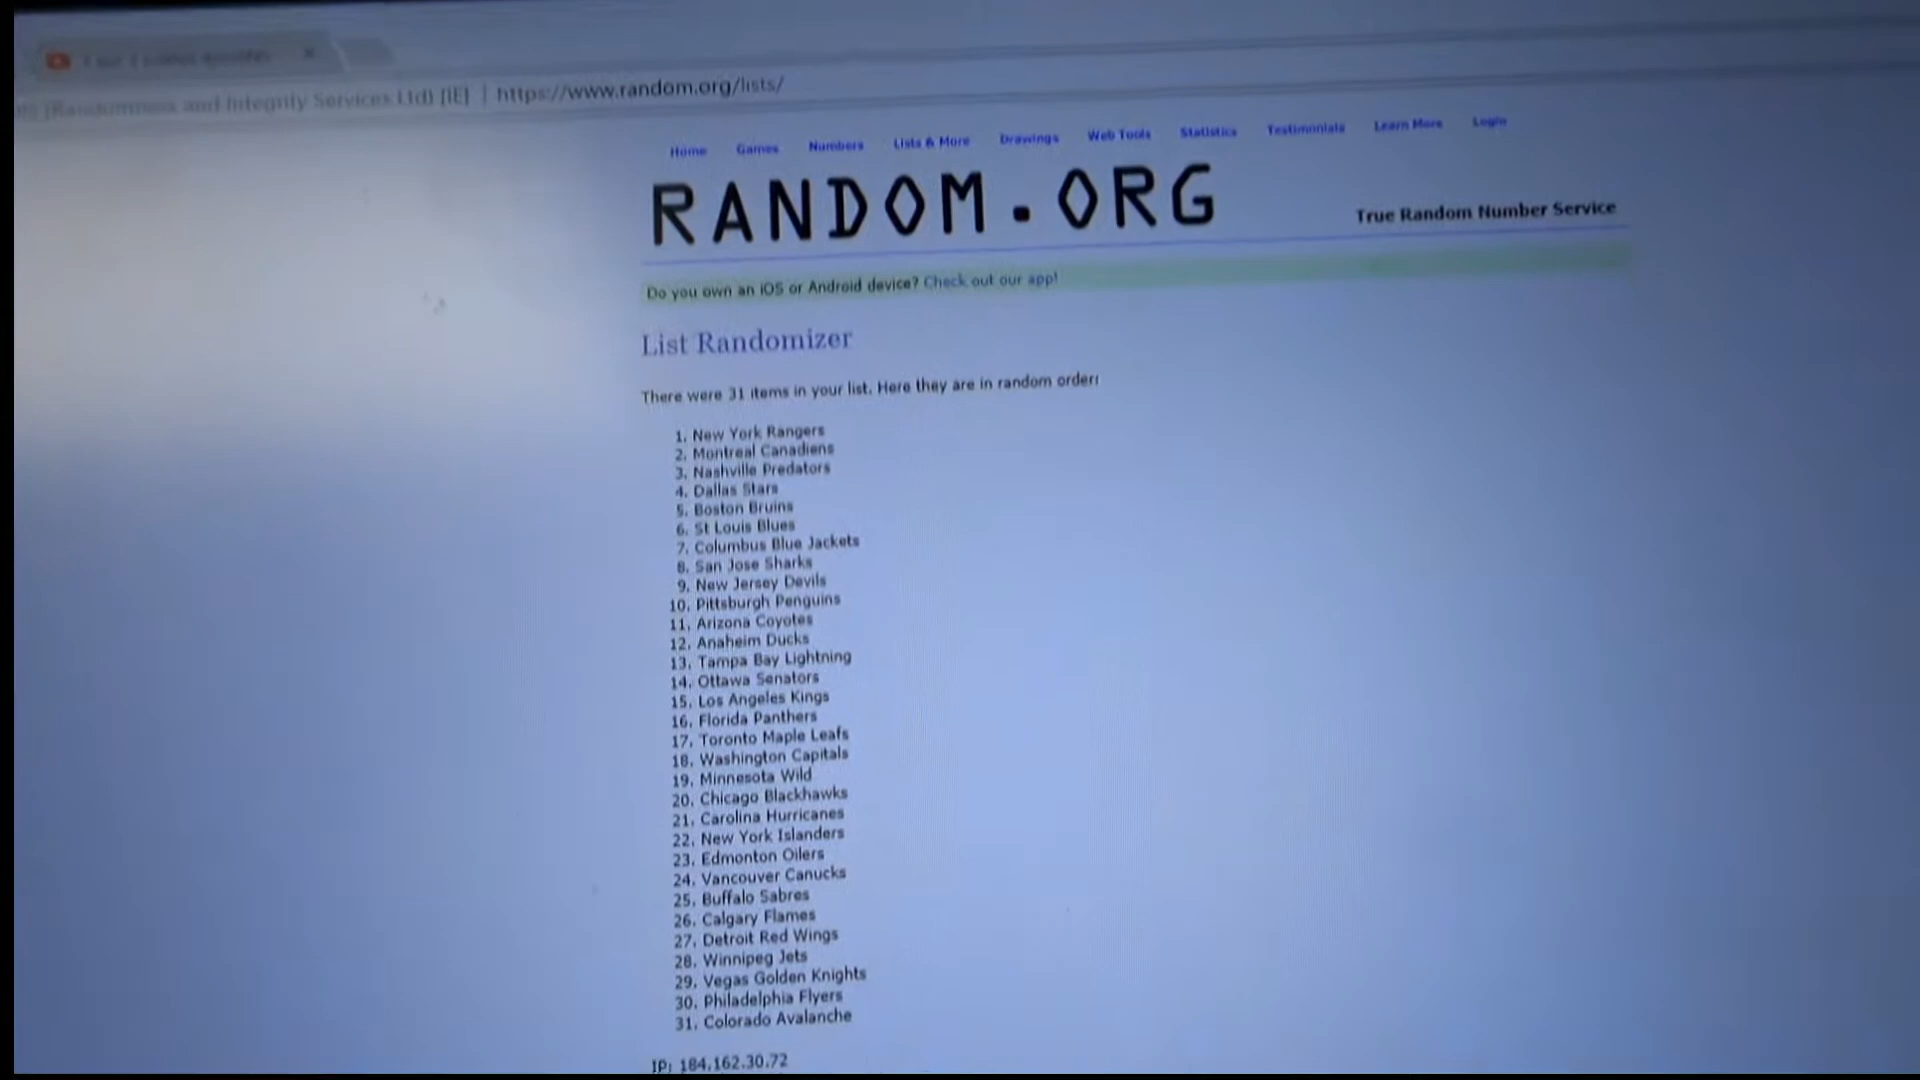 (Randomness and Integrity Services Ltd) [IE] | https://www.random.org/lists/
Home Games Numbers Lists & More Drawings Web Tools Statistics Testimonials Learn More Login
RANDOM.ORG
True Random Number Service
Do you own an iOS or Android device? Check out our app!
List Randomizer
There were 31 items in your list. Here they are in random order:
1. New York Rangers
2. Montreal Canadiens
3. Nashville Predators
4. Dallas Stars
5. Boston Bruins
6. St Louis Blues
7. Columbus Blue Jackets
8. San Jose Sharks
9. New Jersey Devils
10. Pittsburgh Penguins
11. Arizona Coyotes
12. Anaheim Ducks
13. Tampa Bay Lightning
14. Ottawa Senators
15. Los Angeles Kings
16. Florida Panthers
17. Toronto Maple Leafs
18. Washington Capitals
19. Minnesota Wild
20. Chicago Blackhawks
21. Carolina Hurricanes
22. New York Islanders
23. Edmonton Oilers
24. Vancouver Canucks
25. Buffalo Sabres
26. Calgary Flames
27. Detroit Red Wings
28. Winnipeg Jets
29. Vegas Golden Knights
30. Philadelphia Flyers
31. Colorado Avalanche
IP: 184.162.30.72